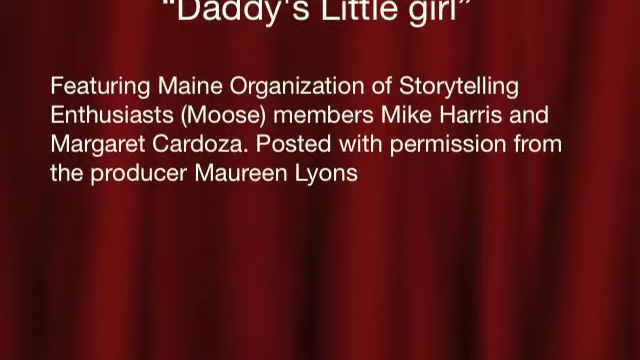 “Daddy's Little girl”
Featuring Maine Organization of Storytelling
Enthusiasts (Moose) members Mike Harris and
Margaret Cardoza. Posted with permission from
the producer Maureen Lyons